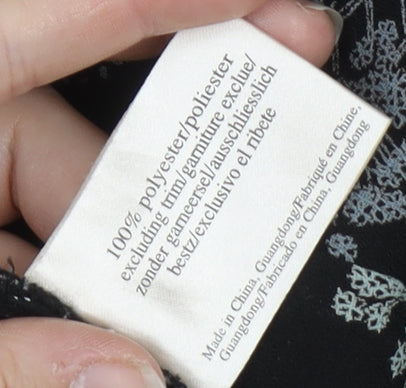 100% polyester/poliester
excluding trim/garniture exclue/
zonder garneersel/ausschliesslich
bestz/exclusivo el ribete
Made in China, Guangdong/Fabriqué en Chine,
Guangdong/Fabricado en China, Guangdong